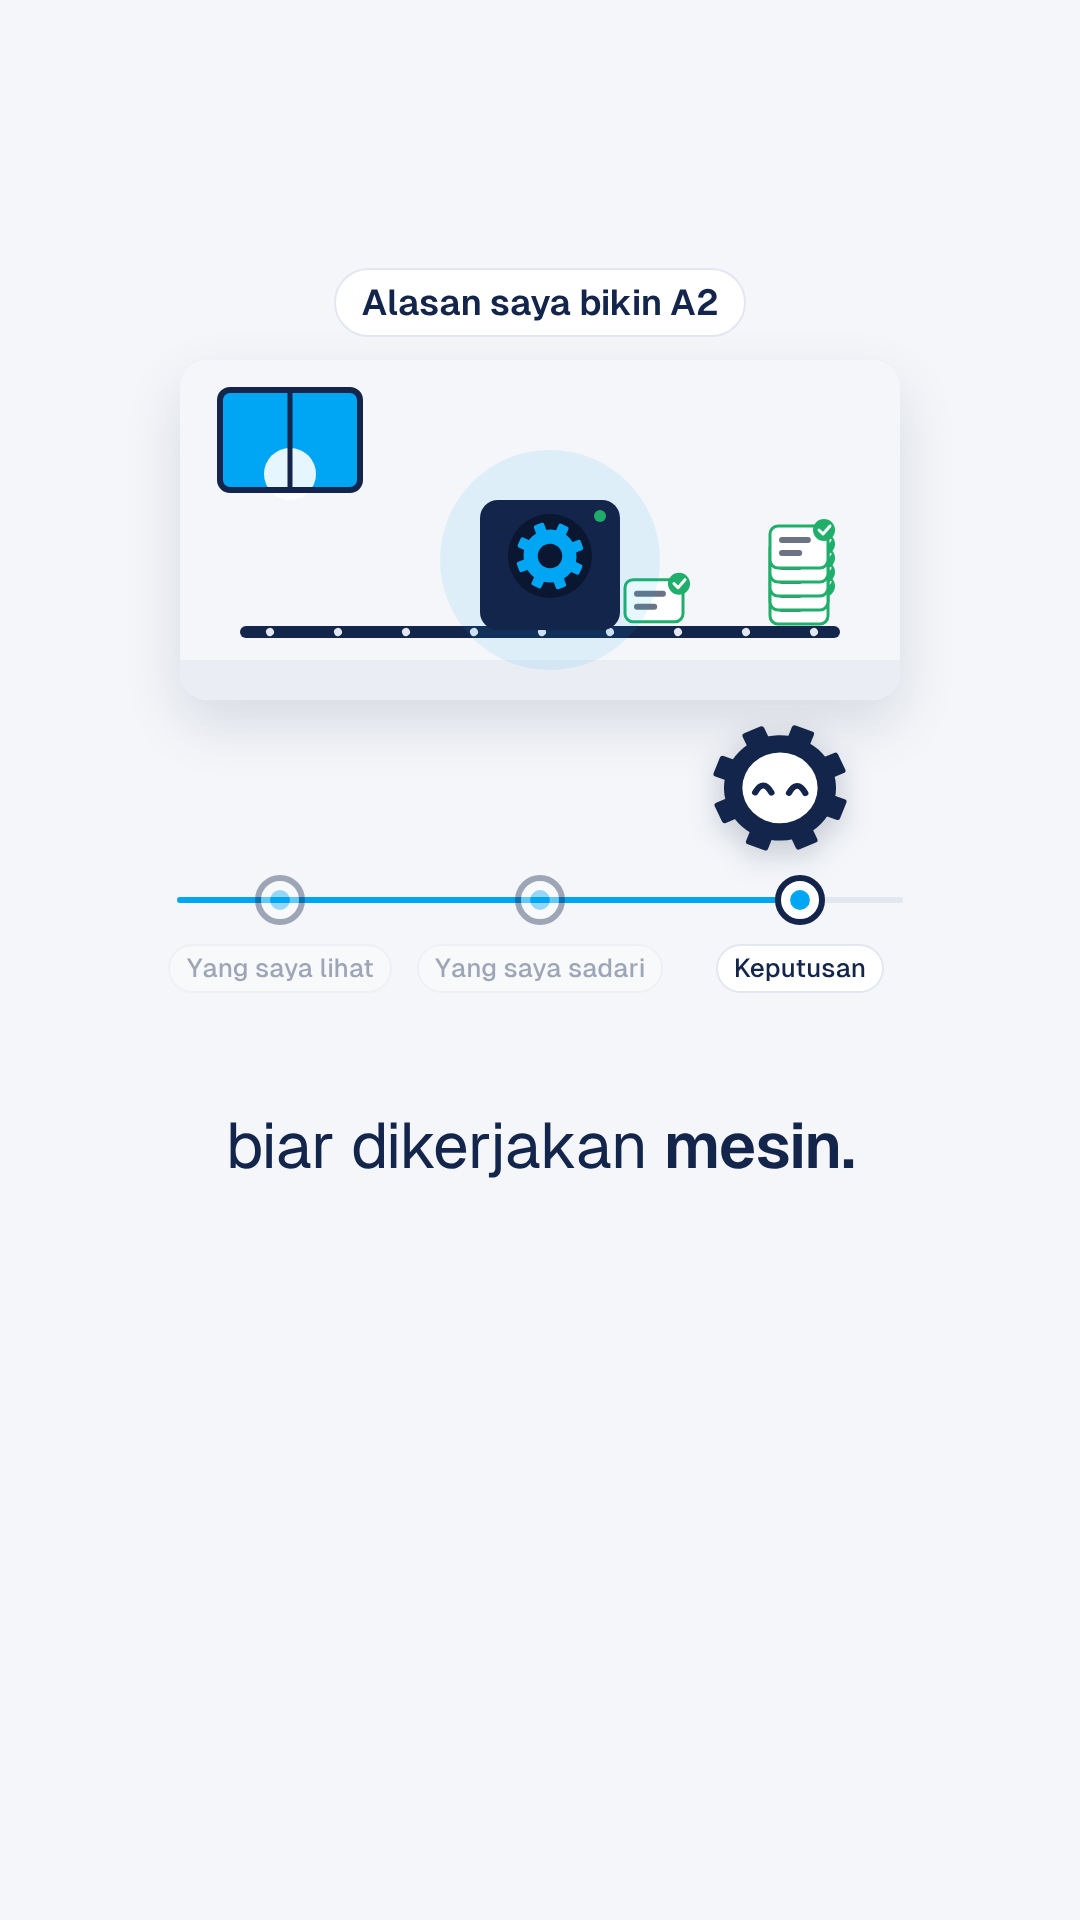 Alasan saya bikin A2
Yang saya lihat
Yang saya sadari
Keputusan
biar dikerjakan mesin.